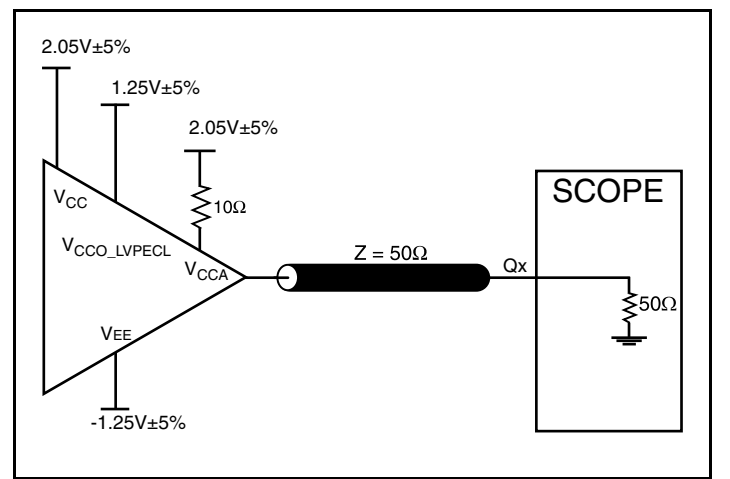 2.05V±5%
1.25V±5%
2.05V±5%
SCOPE
VCC
10Ω
VCCO_LVPECL
Z = 50Ω
VCCA
Qx
50Ω
VEE
-1.25V±5%